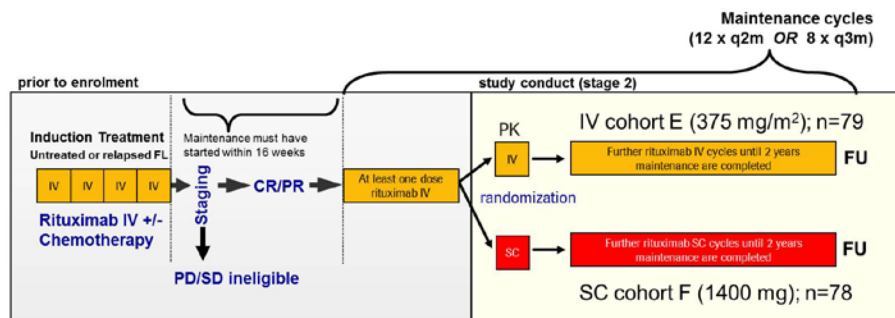 Maintenance cycles
(12 x q2m OR 8 x q3m)
prior to enrolment
study conduct (stage 2)
Induction Treatment
Untreated or relapsed FL
IV IV IV IV
Rituximab IV +/-
Chemotherapy
Maintenance must have
started within 16 weeks
Staging
CR/PR
PD/SD ineligible
At least one dose
rituximab IV
PK
IV
randomization
SC
IV cohort E (375 mg/m²); n=79
Further rituximab IV cycles until 2 years
maintenance are completed
FU
Further rituximab SC cycles until 2 years
maintenance are completed
FU
SC cohort F (1400 mg); n=78